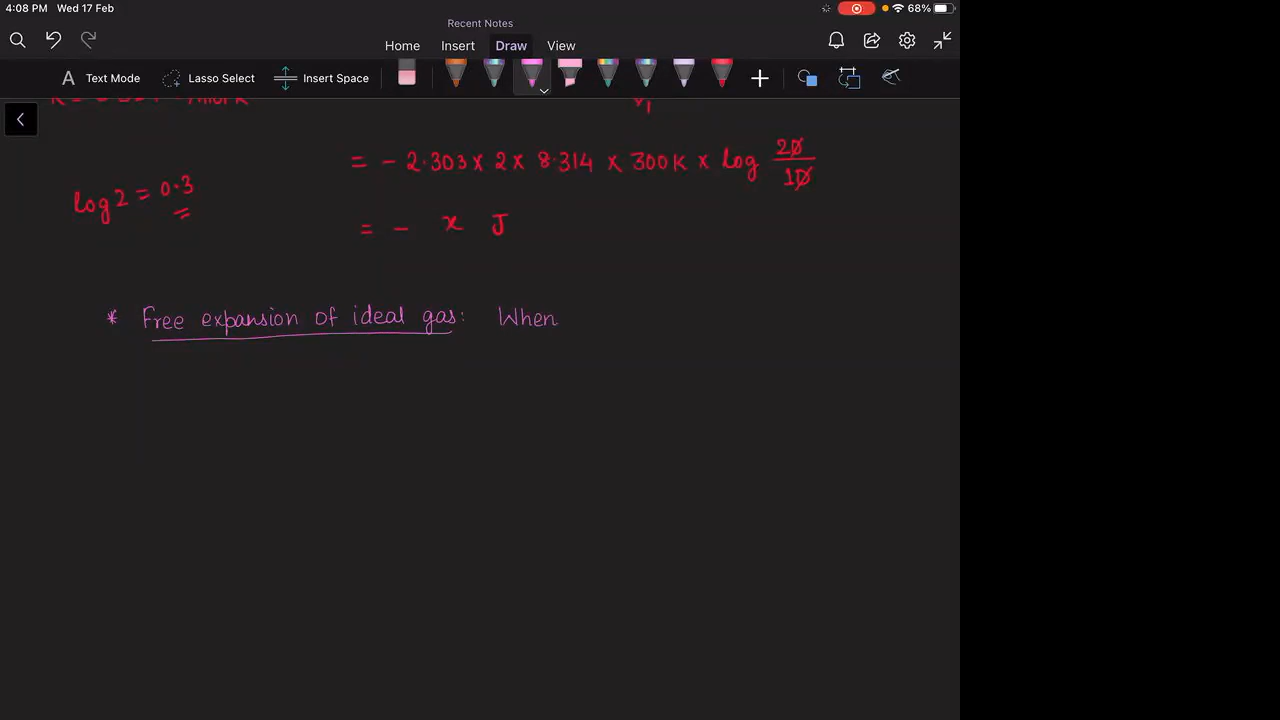 4:08 PM Wed 17 Feb
68%
Recent Notes
Home Insert Draw View
A Text Mode Lasso Select Insert Space
= - 2.303 x 2 x 8.314 x 300K x log 20/10
log 2 = 0.3
= - x J
* Free expansion of ideal gas: When